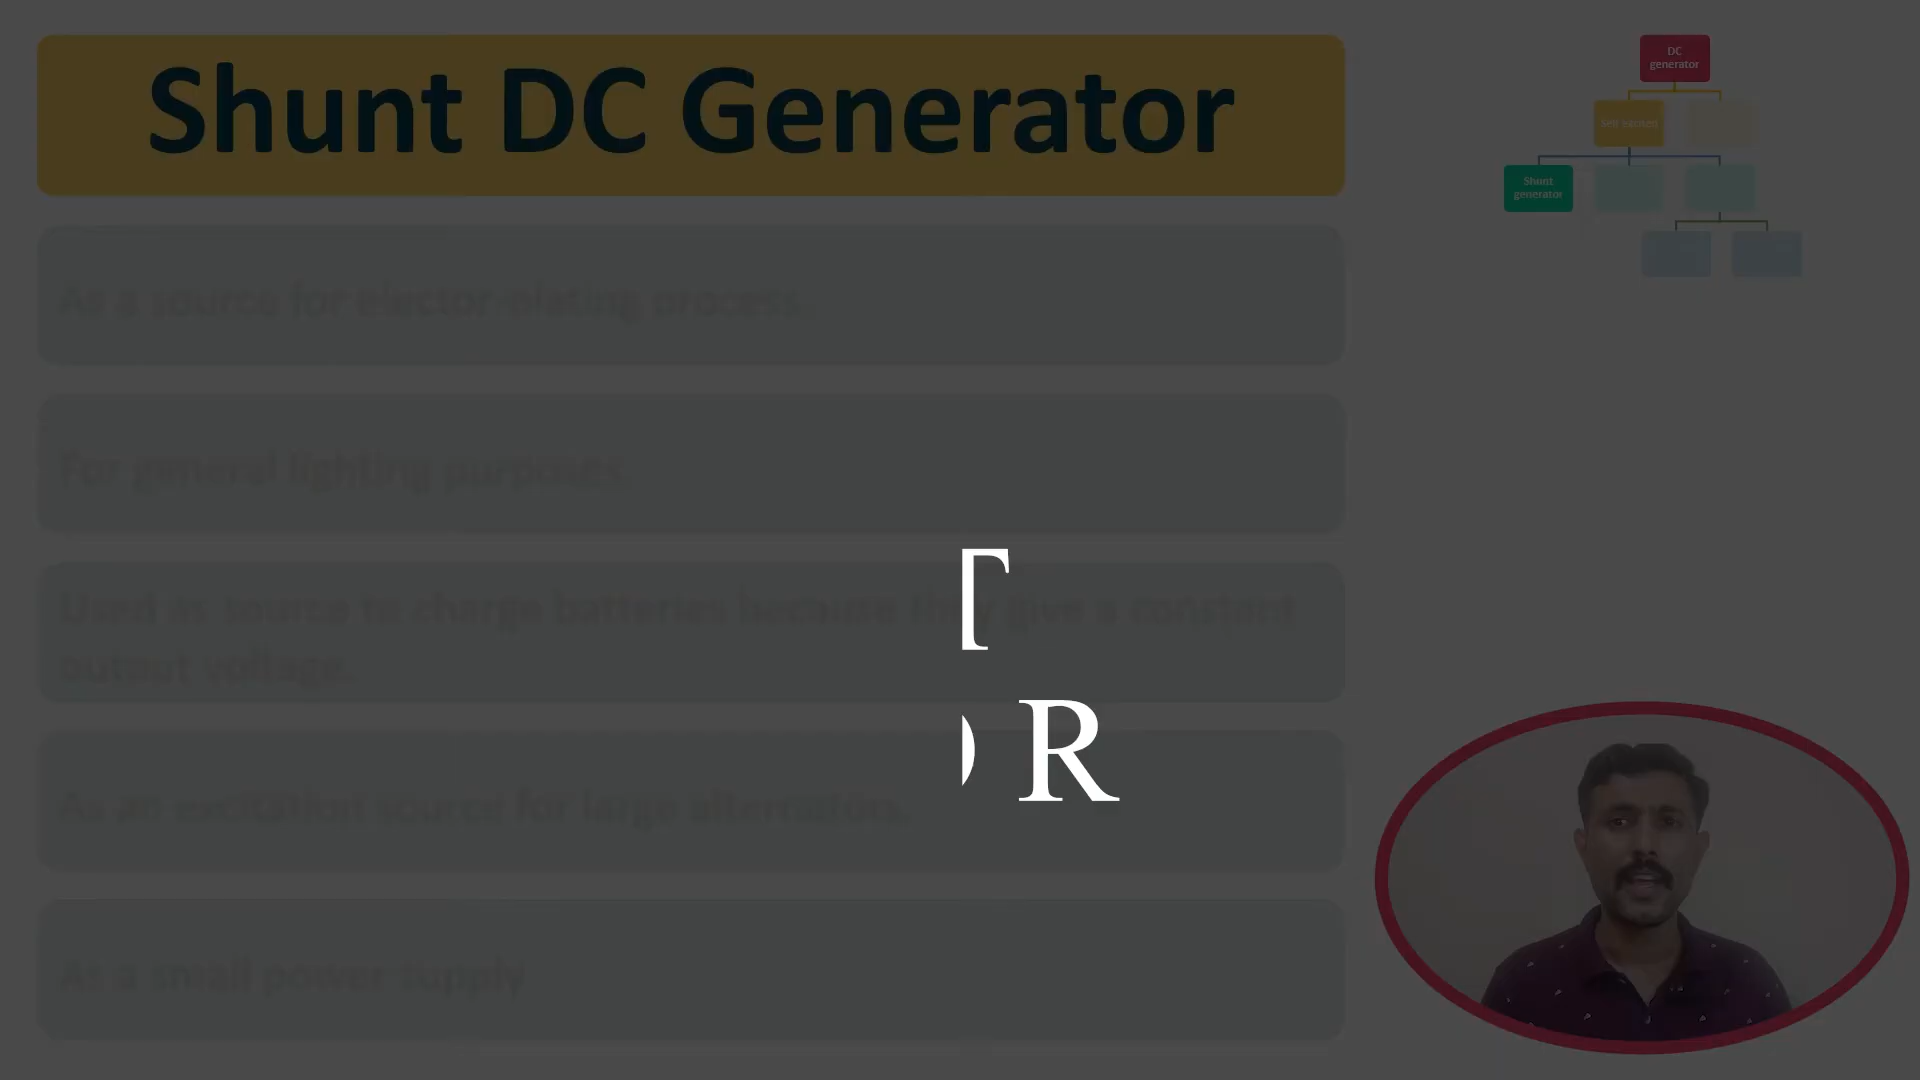 Shunt DC Generator
DC
generator
Self excited
Shunt
generator
As a source for elector plating process.
For general lighting purposes.
Used as source to charge batteries because they give a constant
output voltage.
As an excitation source for large alternators.
As a small power supply
T
R